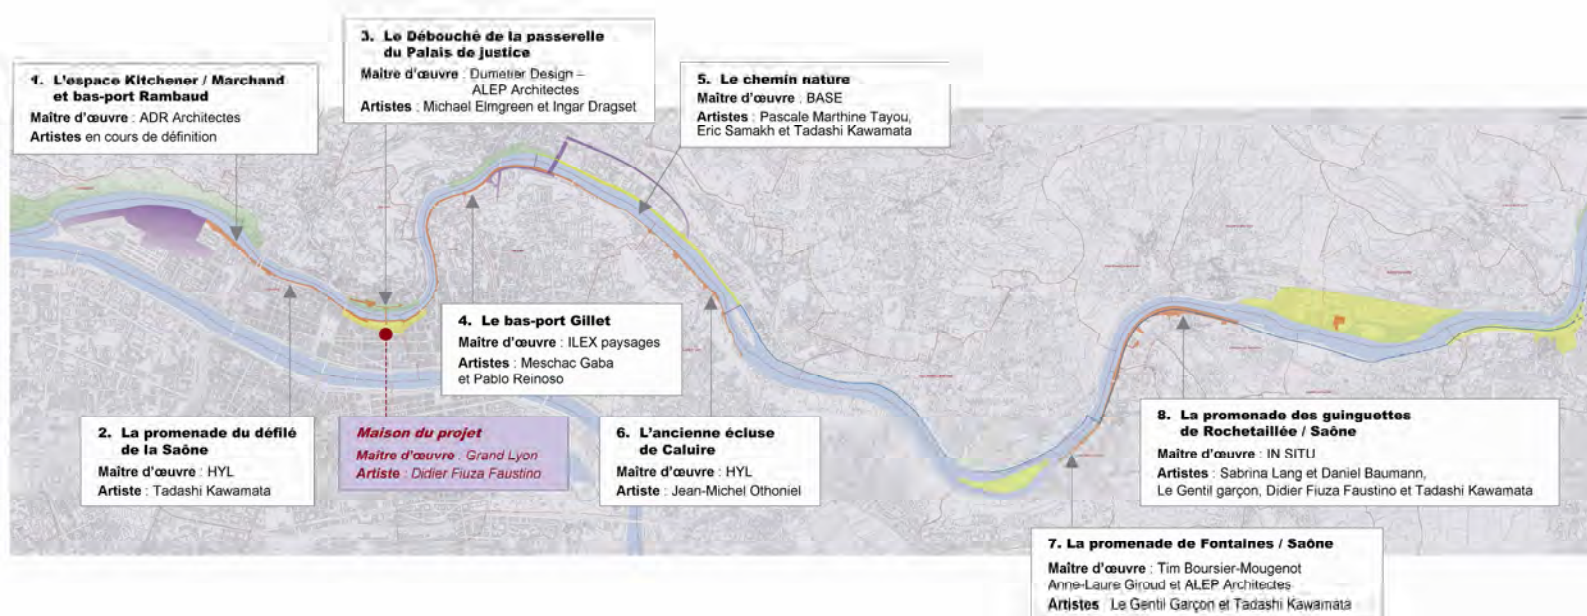 1. L'espace Kitchener / Marchand
et bas-port Rambaud
Maître d'œuvre : ADR Architectes
Artistes en cours de définition
2. La promenade du défilé
de la Saône
Maître d'œuvre : HYL
Artiste : Tadashi Kawamata
3. Le Débouché de la passerelle
du Palais de justice
Maître d'œuvre : Dumetier Design –
ALEP Architectes
Artistes : Michael Elmgreen et Ingar Dragset
Maison du projet
Maître d'œuvre : Grand Lyon
Artiste : Didier Fiuza Faustino
4. Le bas-port Gillet
Maître d'œuvre : ILEX paysages
Artistes : Meschac Gaba
et Pablo Reinoso
5. Le chemin nature
Maître d'œuvre : BASE
Artistes : Pascale Marthine Tayou,
Eric Samakh et Tadashi Kawamata
6. L'ancienne écluse
de Caluire
Maître d'œuvre : HYL
Artiste : Jean-Michel Othoniel
7. La promenade de Fontaines / Saône
Maître d'œuvre : Tim Boursier-Mougenot
Anne-Laure Giroud et ALEP Architectes
Artistes Le Gentil Garçon et Tadashi Kawamata
8. La promenade des guinguettes
de Rochetaillée / Saône
Maître d'œuvre : IN SITU
Artistes : Sabrina Lang et Daniel Baumann,
Le Gentil garçon, Didier Fiuza Faustino et Tadashi Kawamata